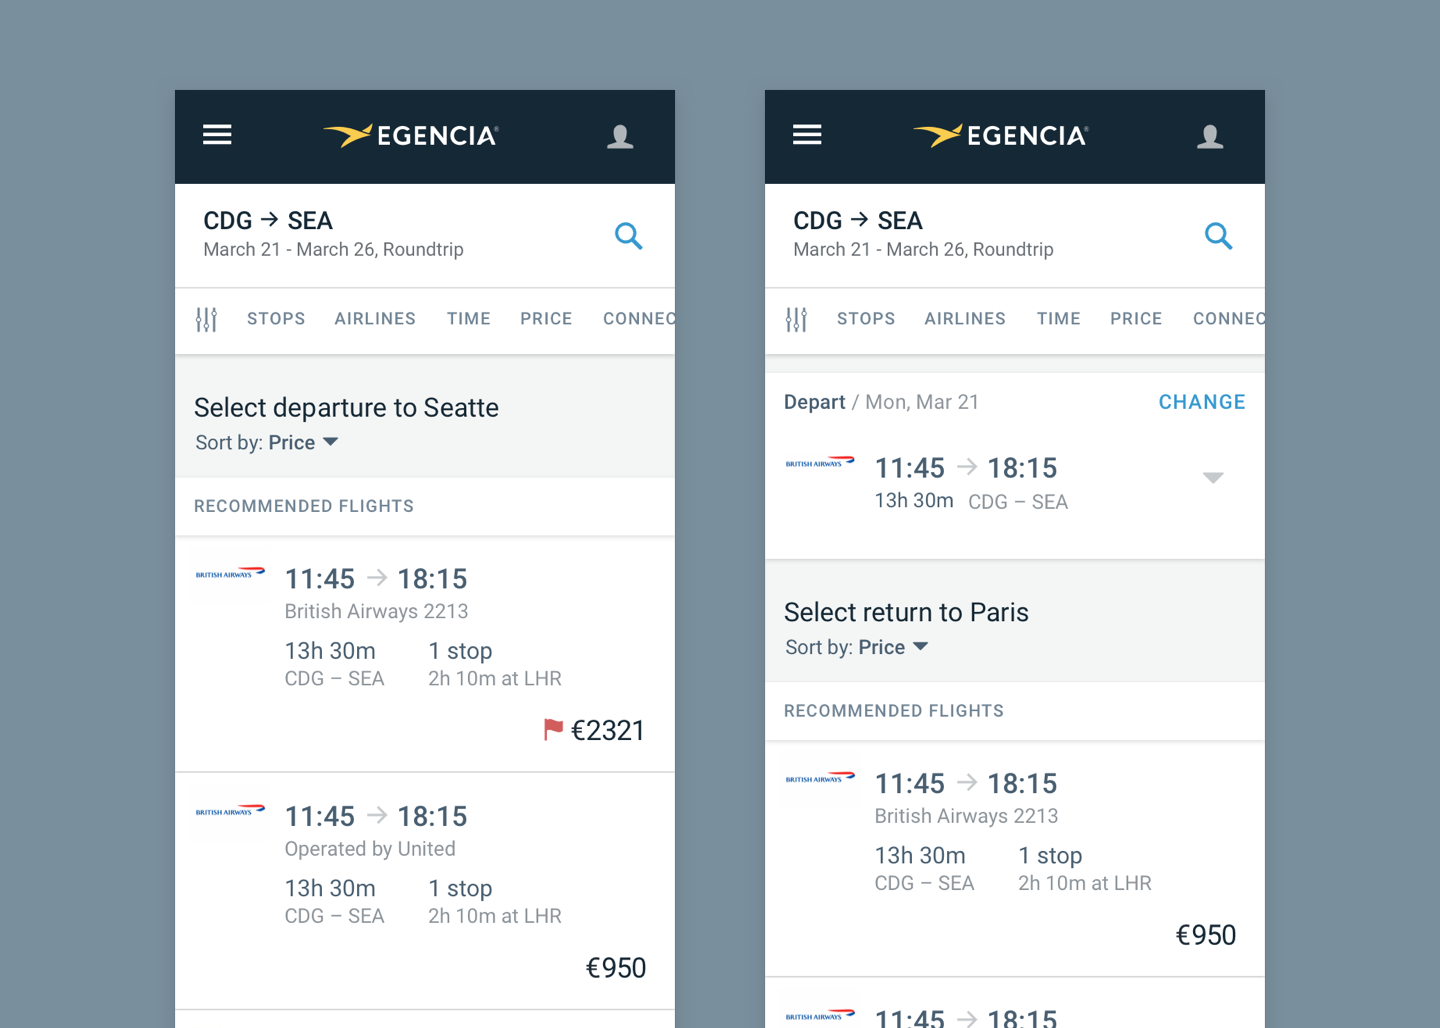 EGENCIA®
CDG → SEA
March 21 - March 26, Roundtrip
STOPS AIRLINES TIME PRICE CONNEC
Select departure to Seatte
Sort by: Price
RECOMMENDED FLIGHTS
BRITISH AIRWAYS
11:45 → 18:15
British Airways 2213
13h 30m 1 stop
CDG – SEA 2h 10m at LHR
€2321
BRITISH AIRWAYS
11:45 → 18:15
Operated by United
13h 30m 1 stop
CDG – SEA 2h 10m at LHR
€950
EGENCIA®
CDG → SEA
March 21 - March 26, Roundtrip
STOPS AIRLINES TIME PRICE CONNEC
Depart / Mon, Mar 21 CHANGE
BRITISH AIRWAYS
11:45 → 18:15
13h 30m CDG – SEA
Select return to Paris
Sort by: Price
RECOMMENDED FLIGHTS
BRITISH AIRWAYS
11:45 → 18:15
British Airways 2213
13h 30m 1 stop
CDG – SEA 2h 10m at LHR
€950
BRITISH AIRWAYS
11:45 → 18:15